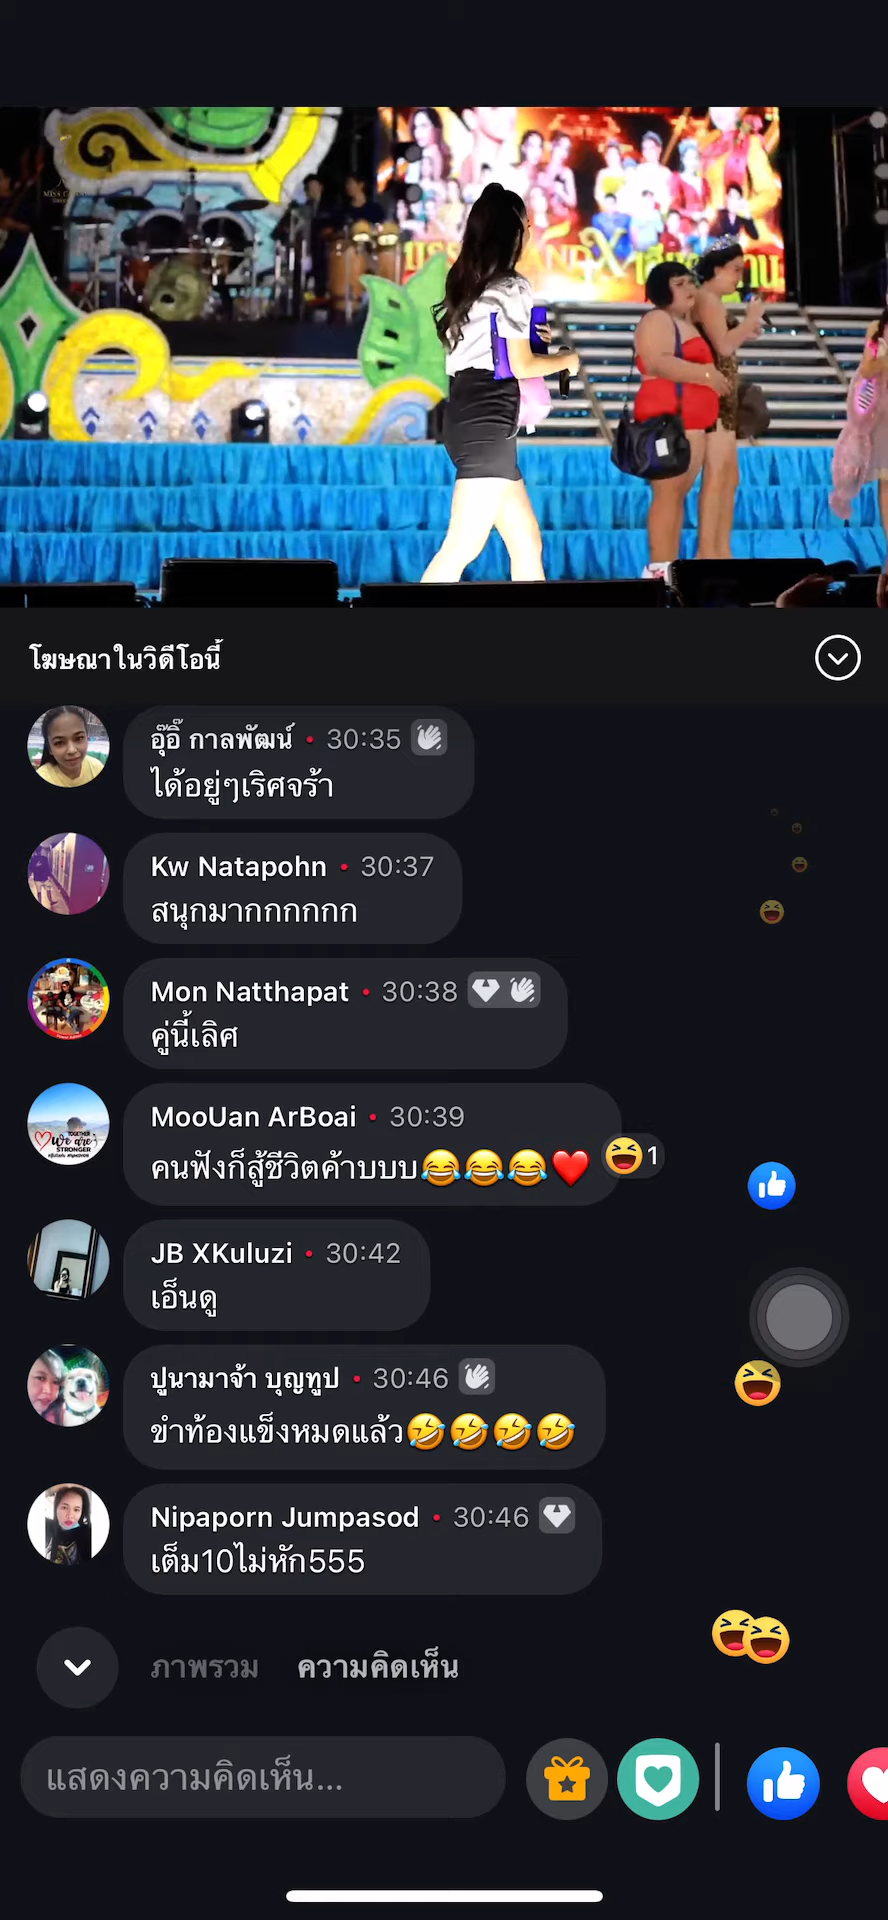 โฆษณาในวิดีโอนี้
อุ๊อิ๊ กาลพัฒน์ • 30:35
ได้อยู่ๆเริศจร้า
Kw Natapohn • 30:37
สนุกมากกกกกก
Mon Natthapat • 30:38
คู่นี้เลิศ
MooUan ArBoai • 30:39
คนฟังก็สู้ชีวิตค้าบบบ😂😂😂❤️
😆 1
JB XKuluzi • 30:42
เอ็นดู
ปูนามาจ้า บุญทูป • 30:46
ขำท้องแข็งหมดแล้ว🤣🤣🤣🤣
Nipaporn Jumpasod • 30:46
เต็ม10ไม่หัก555
ภาพรวม ความคิดเห็น
แสดงความคิดเห็น...